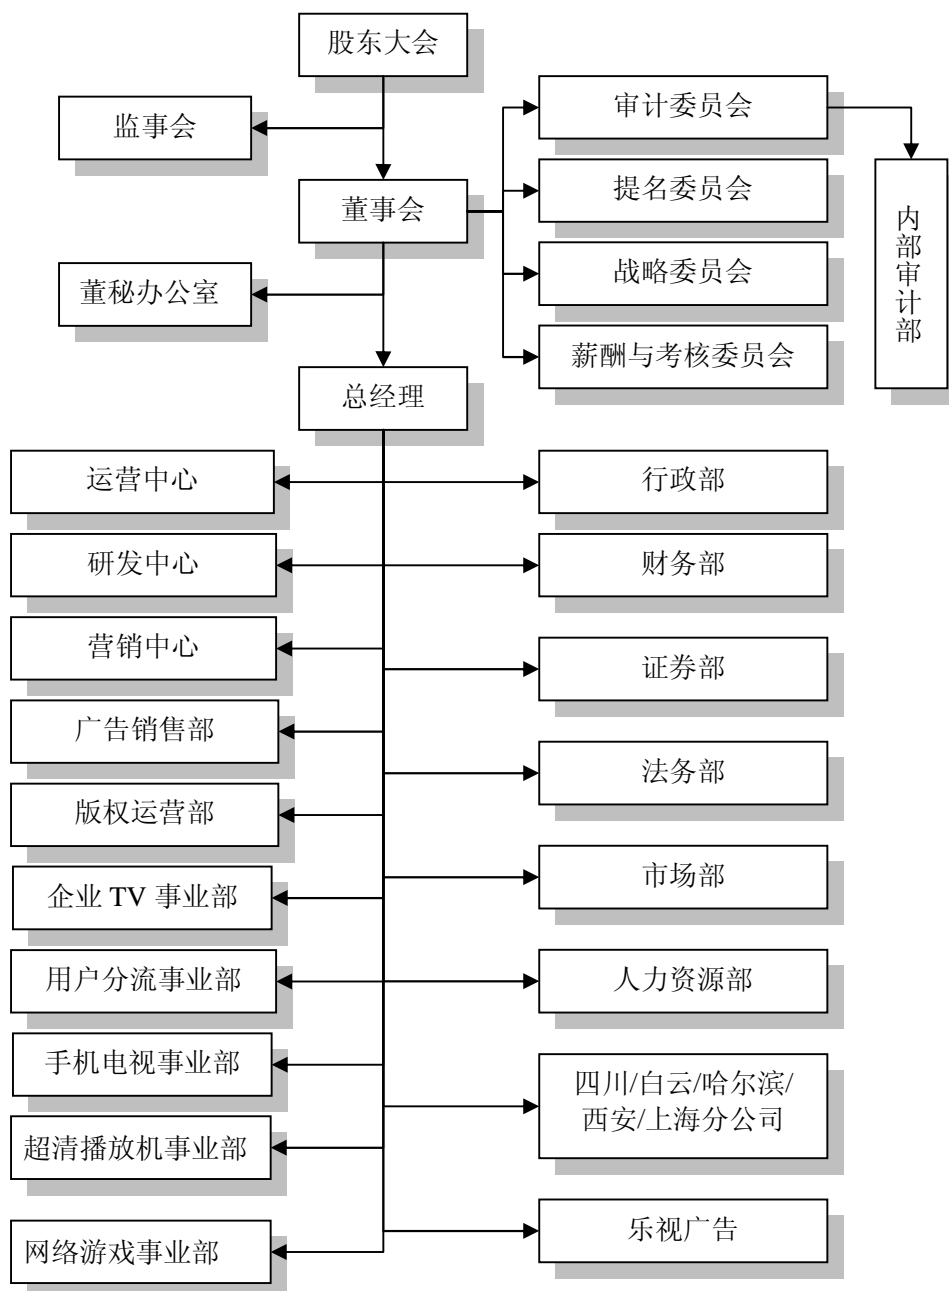 股东大会
监事会
审计委员会
提名委员会
董事会
战略委员会
董秘办公室
薪酬与考核委员会
内部审计部
总经理
运营中心
行政部
研发中心
财务部
营销中心
证券部
广告销售部
法务部
版权运营部
市场部
企业 TV 事业部
用户分流事业部
人力资源部
手机电视事业部
四川/白云/哈尔滨/
西安/上海分公司
超清播放机事业部
乐视广告
网络游戏事业部